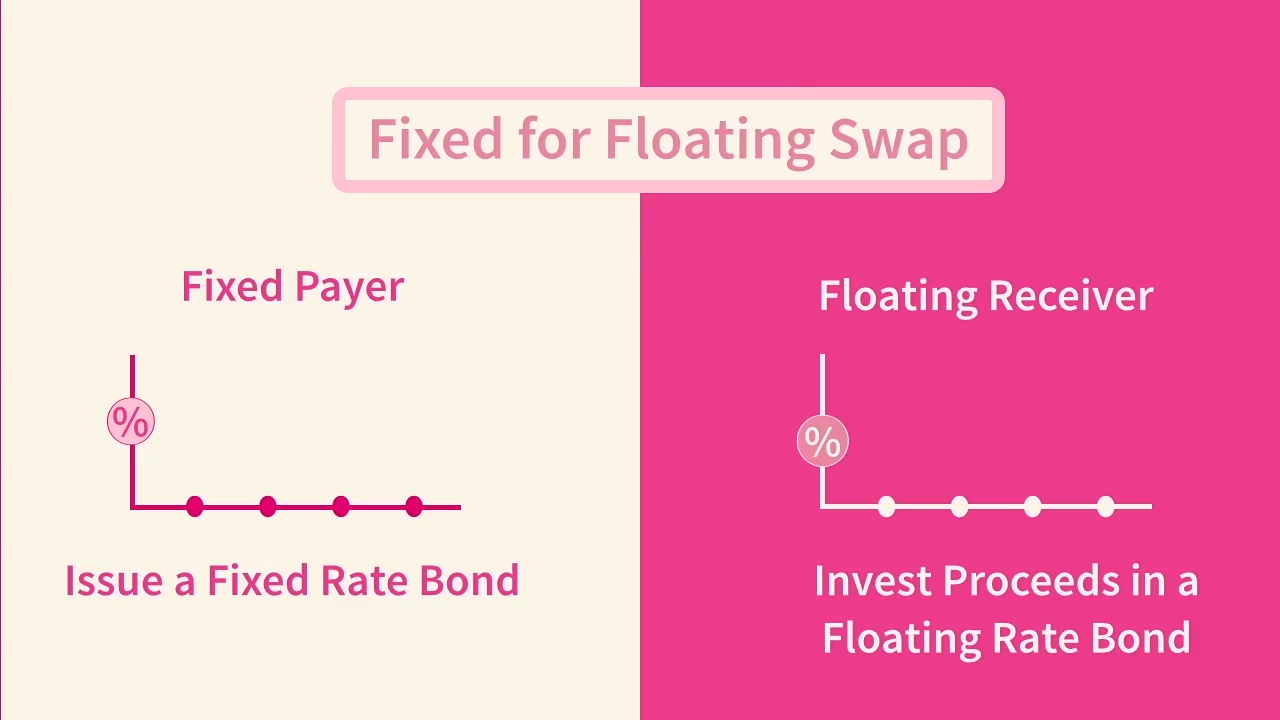 Fixed for Floating Swap
Fixed Payer
Floating Receiver
%
%
Issue a Fixed Rate Bond
Invest Proceeds in a
Floating Rate Bond